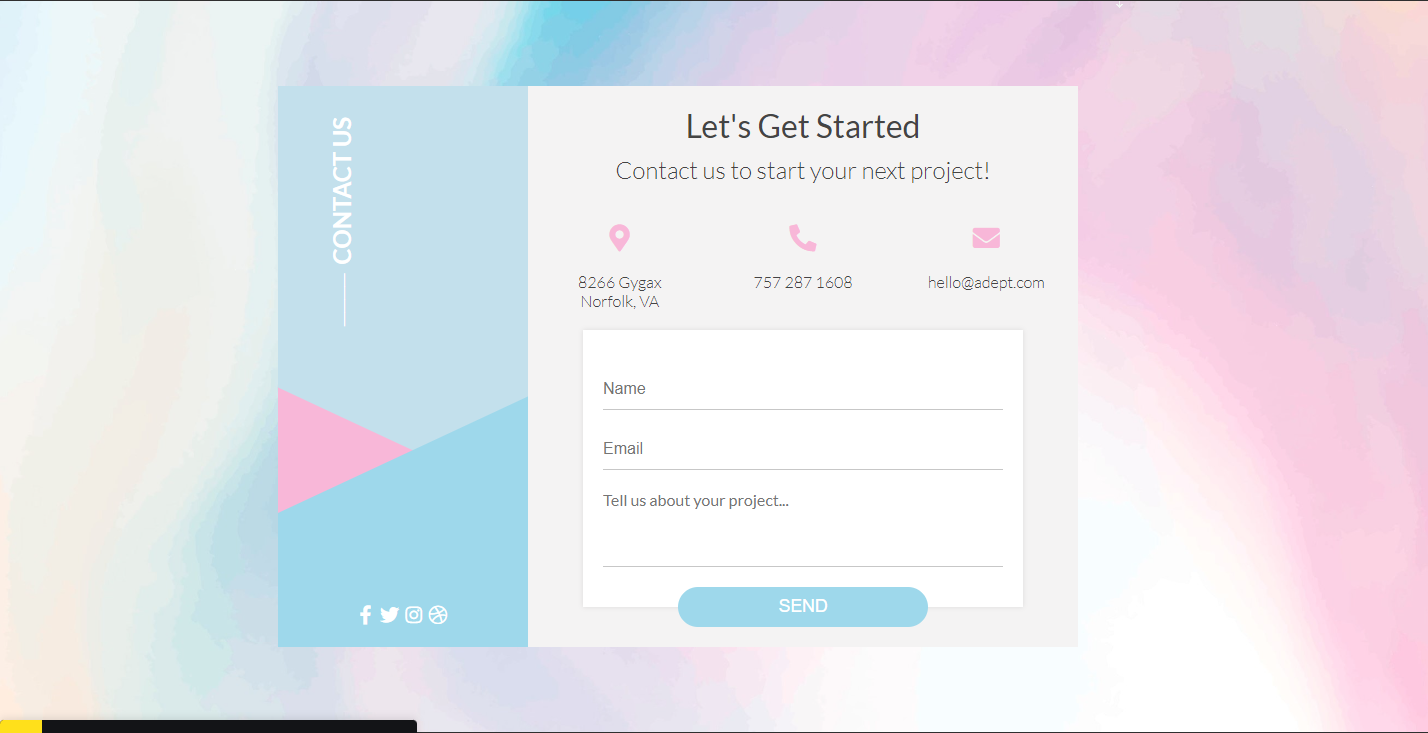 CONTACT US
Let's Get Started
Contact us to start your next project!
8266 Gygax
Norfolk, VA
757 287 1608
hello@adept.com
Name
Email
Tell us about your project...
SEND